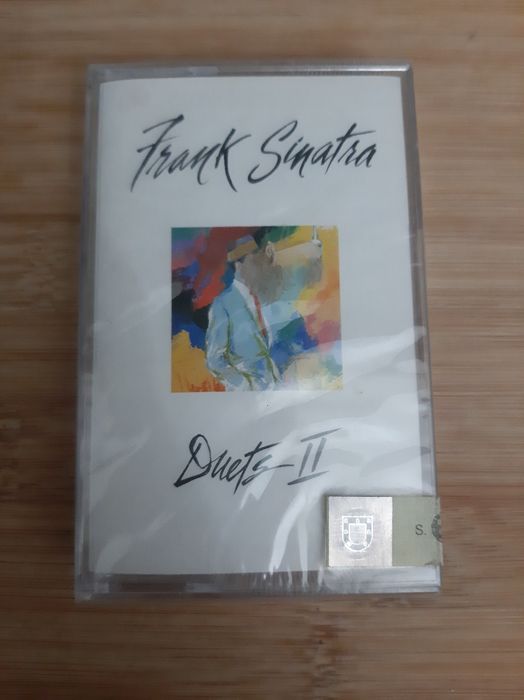 Frank Sinatra
Duets II
S.